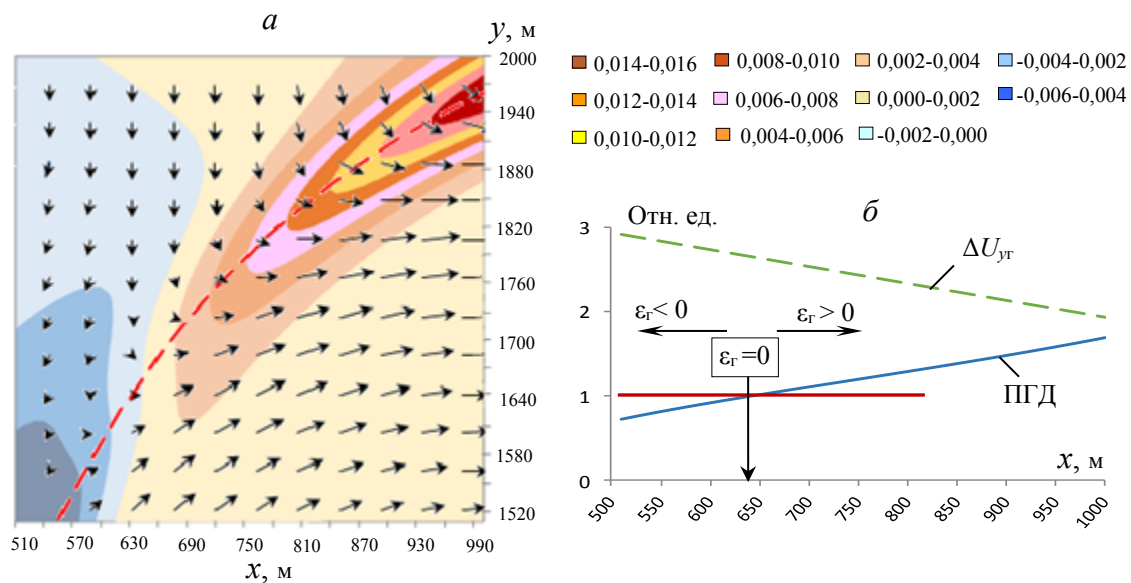 а
y, м
2000
1940
1880
1820
1760
1700
1640
1580
1520
510 570 630 690 750 810 870 930 990
x, м
0,014-0,016 0,008-0,010 0,002-0,004 -0,004-0,002
0,012-0,014 0,006-0,008 0,000-0,002 -0,006-0,004
0,010-0,012 0,004-0,006 -0,002-0,000
Отн. ед.
б
3
2
1
0
ΔUуг
εг< 0
εг> 0
εг=0
ПГД
x, м
500 550 600 650 700 750 800 850 900 950 1000